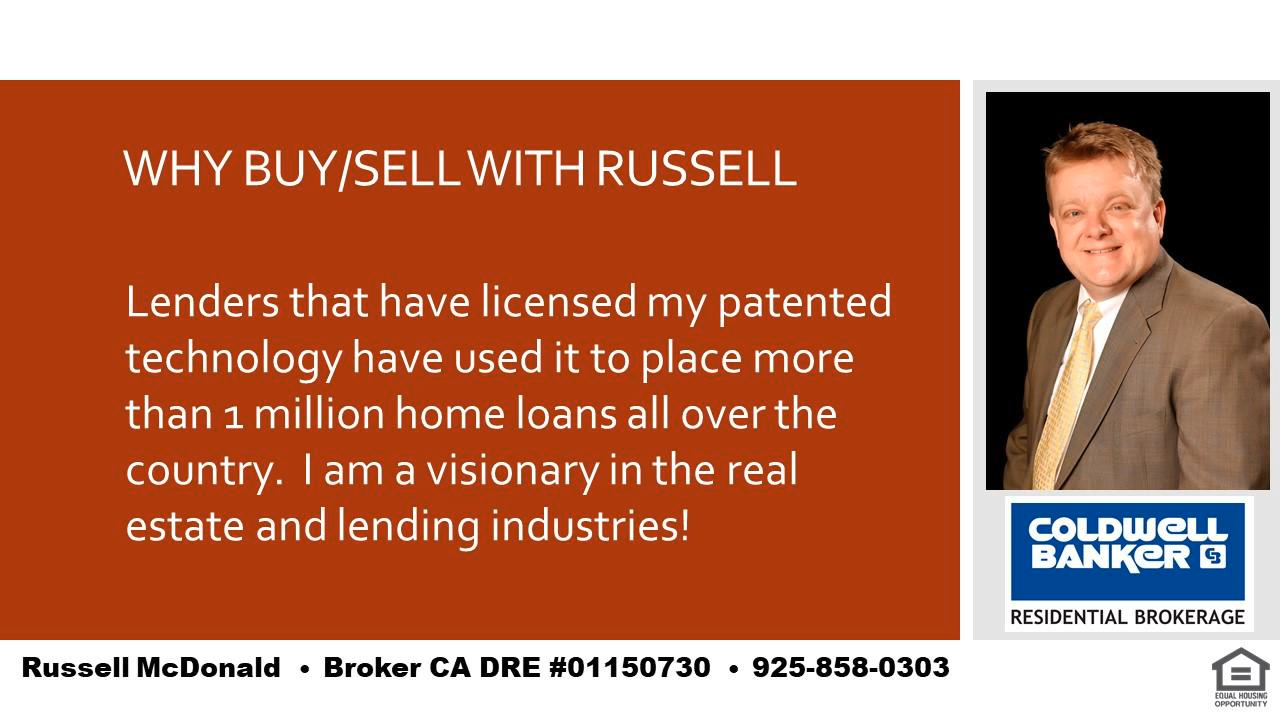 WHY BUY/SELL WITH RUSSELL
Lenders that have licensed my patented
technology have used it to place more
than 1 million home loans all over the
country.  I am a visionary in the real
estate and lending industries!
COLDWELL
BANKER CB
RESIDENTIAL BROKERAGE
Russell McDonald • Broker CA DRE #01150730 • 925-858-0303
EQUAL HOUSING
OPPORTUNITY